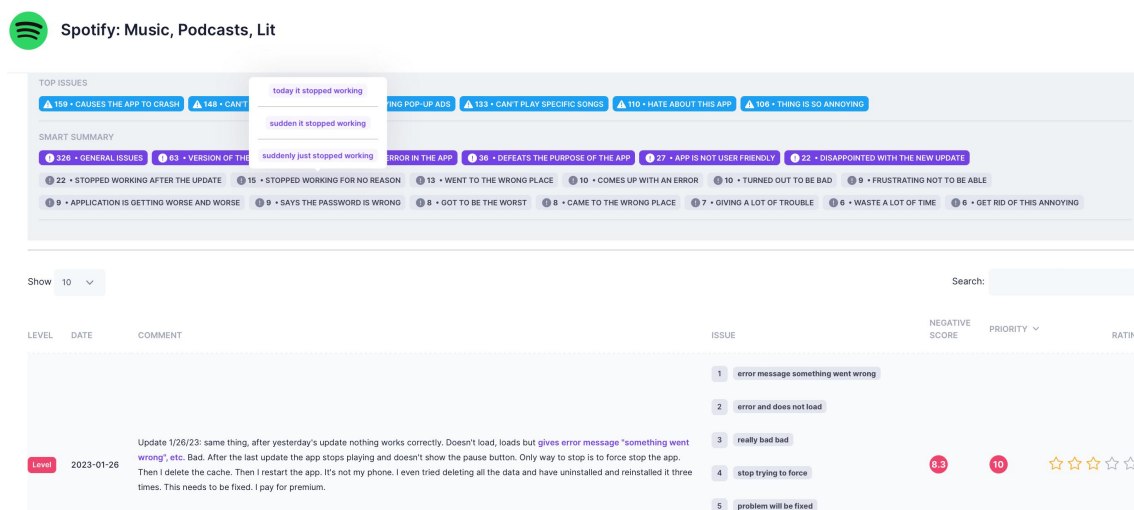 Spotify: Music, Podcasts, Lit
TOP ISSUES
159 • CAUSES THE APP TO CRASH
148 • CAN'T
YING POP-UP ADS
133 • CAN'T PLAY SPECIFIC SONGS
110 • HATE ABOUT THIS APP
106 • THING IS SO ANNOYING
today it stopped working
sudden it stopped working
suddenly just stopped working
SMART SUMMARY
326 • GENERAL ISSUES
63 • VERSION OF THE
ERROR IN THE APP
36 • DEFEATS THE PURPOSE OF THE APP
27 • APP IS NOT USER FRIENDLY
22 • DISAPPOINTED WITH THE NEW UPDATE
22 • STOPPED WORKING AFTER THE UPDATE
15 • STOPPED WORKING FOR NO REASON
13 • WENT TO THE WRONG PLACE
10 • COMES UP WITH AN ERROR
10 • TURNED OUT TO BE BAD
9 • FRUSTRATING NOT TO BE ABLE
9 • APPLICATION IS GETTING WORSE AND WORSE
9 • SAYS THE PASSWORD IS WRONG
8 • GOT TO BE THE WORST
8 • CAME TO THE WRONG PLACE
7 • GIVING A LOT OF TROUBLE
6 • WASTE A LOT OF TIME
6 • GET RID OF THIS ANNOYING
Show 10
Search:
LEVEL DATE COMMENT ISSUE NEGATIVE SCORE PRIORITY RATIN
Level
2023-01-26
Update 1/26/23: same thing, after yesterday's update nothing works correctly. Doesn't load, loads but gives error message "something went
wrong", etc. Bad. After the last update the app stops playing and doesn't show the pause button. Only way to stop is to force stop the app.
Then I delete the cache. Then I restart the app. It's not my phone. I even tried deleting all the data and have uninstalled and reinstalled it three
times. This needs to be fixed. I pay for premium.
1 error message something went wrong
2 error and does not load
3 really bad bad
4 stop trying to force
5 problem will be fixed
8.3
10